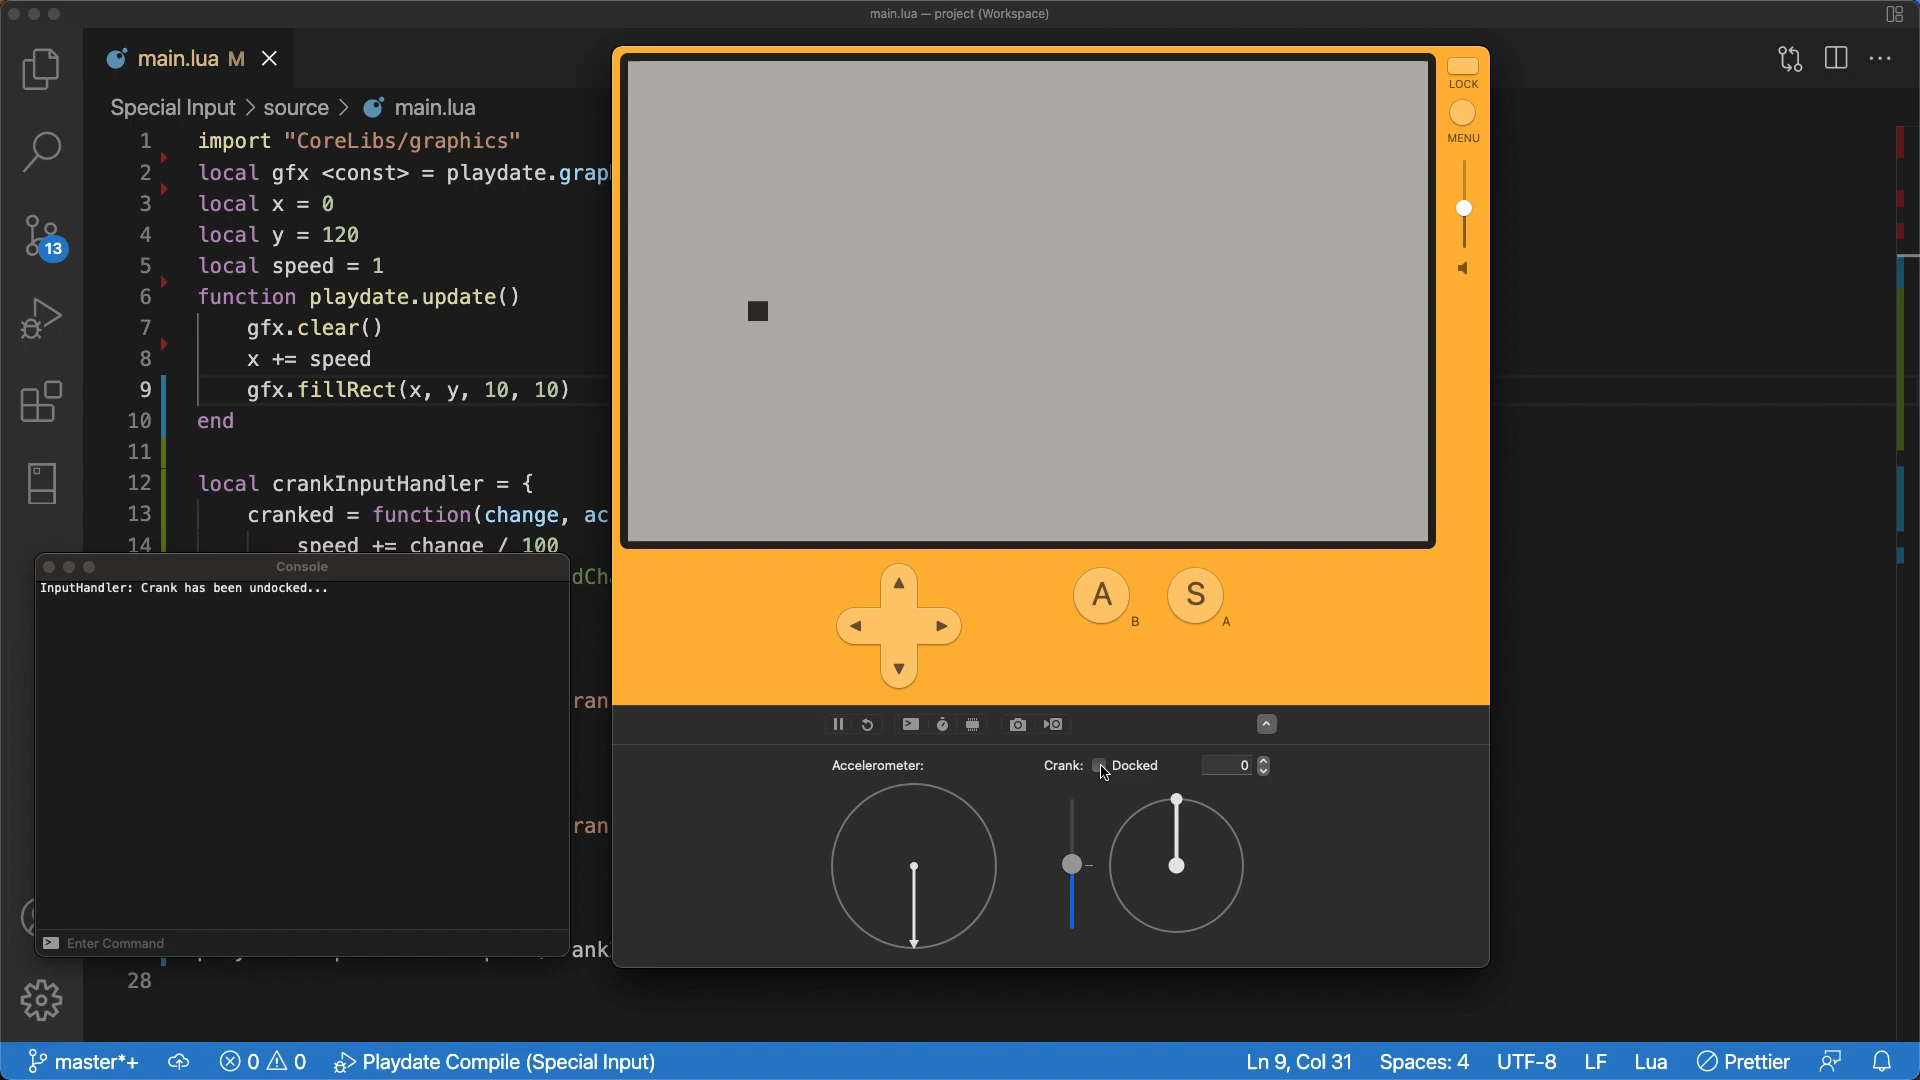 main.lua — project (Workspace)
main.lua M
Special Input > source > main.lua
1 import "CoreLibs/graphics"
2 local gfx <const> = playdate.grap
3 local x = 0
4 local y = 120
5 local speed = 1
6 function playdate.update()
7 gfx.clear()
8 x += speed
9 gfx.fillRect(x, y, 10, 10)
10 end
11
12 local crankInputHandler = {
13 cranked = function(change, ac
14 speed += change / 100
dCh
ran
ran
ank
28
13
Console
InputHandler: Crank has been undocked...
Enter Command
LOCK
MENU
A B
S A
Accelerometer:
Crank: Docked 0
master*+ 0 0 Playdate Compile (Special Input)
Ln 9, Col 31 Spaces: 4 UTF-8 LF Lua Prettier